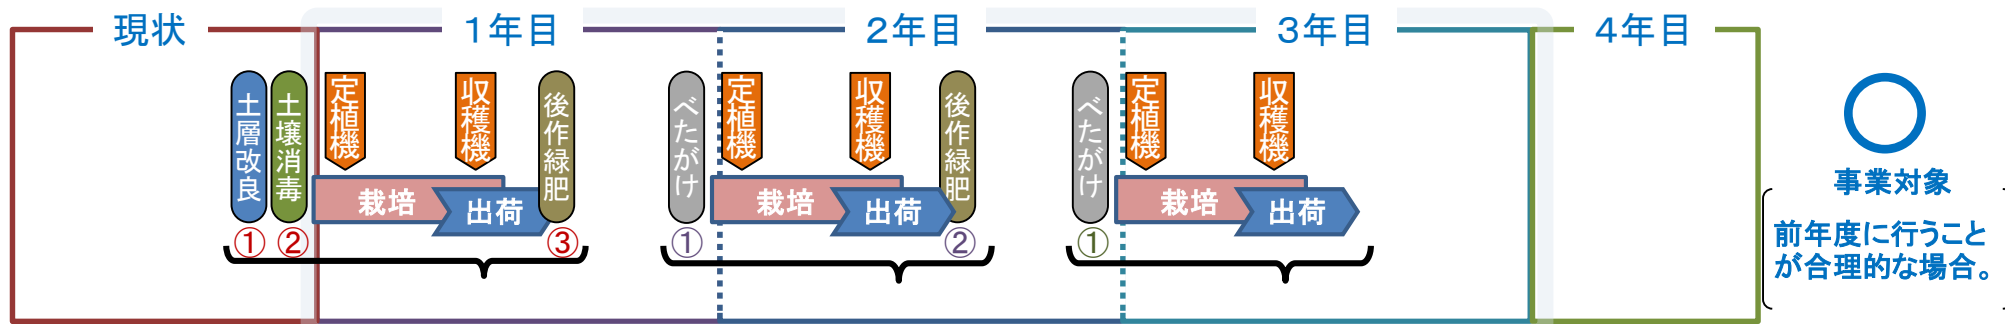 現状
１年目
２年目
３年目
４年目
土層改良
土壌消毒
定植機
収穫機
後作緑肥
栽培
出荷
①
②
③
べたがけ
定植機
収穫機
後作緑肥
栽培
出荷
①
②
べたがけ
定植機
収穫機
栽培
出荷
①
事業対象
前年度に行うこと
が合理的な場合。